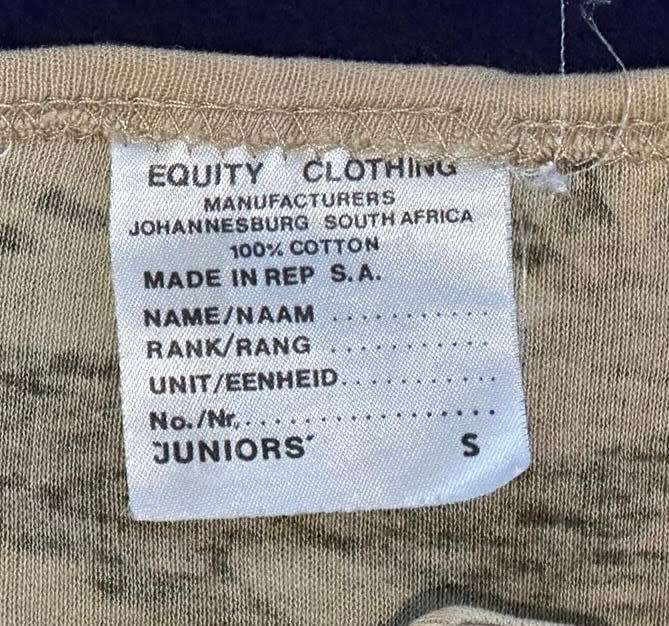 EQUITY CLOTHING
MANUFACTURERS
JOHANNESBURG SOUTH AFRICA
100% COTTON
MADE IN REP S.A.
NAME/NAAM ...........
RANK/RANG ...........
UNIT/EENHEID...........
No./Nr....................
"JUNIORS" S